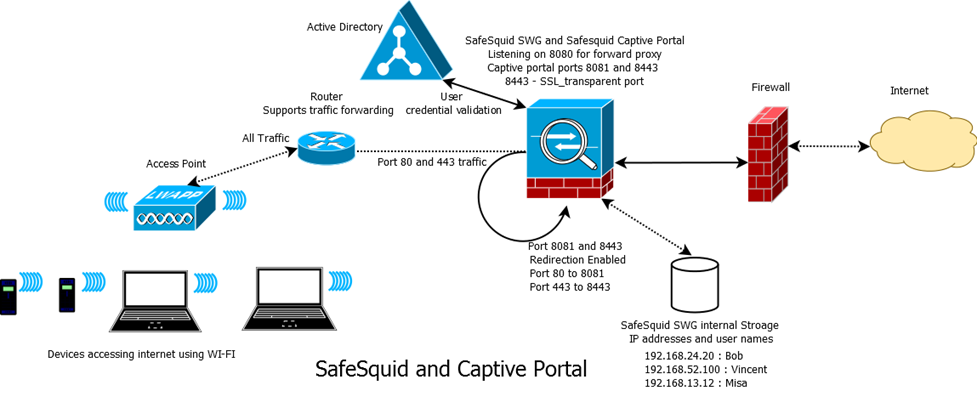 Active Directory
SafeSquid SWG and Safesquid Captive Portal
Listening on 8080 for forward proxy
Captive portal ports 8081 and 8443
8443 - SSL_transparent port
User
credential validation
Router
Supports traffic forwarding
Firewall
Internet
All Traffic
Port 80 and 443 traffic
Access Point
LWAPP
Port 8081 and 8443
Redirection Enabled
Port 80 to 8081
Port 443 to 8443
SafeSquid SWG internal Stroage
IP addresses and user names
192.168.24.20 : Bob
192.168.52.100 : Vincent
192.168.13.12 : Misa
Devices accessing internet using WI-FI
SafeSquid and Captive Portal